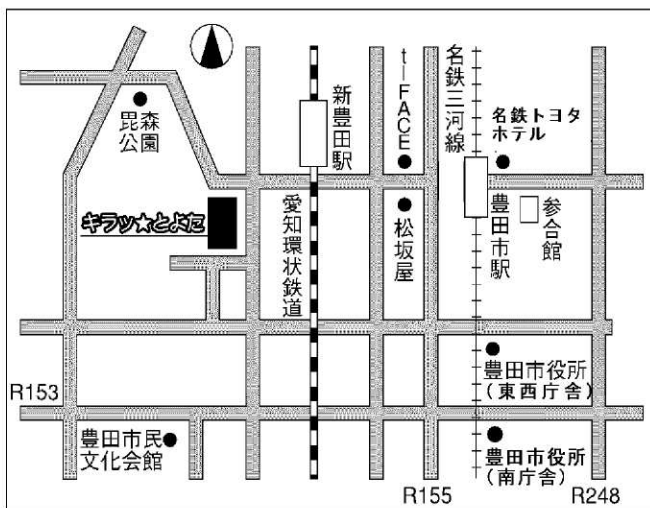 毘森
公園
新豊田駅
t-FACE
名鉄三河線
名鉄トヨタ
ホテル
キラッ★とよた
愛知環状鉄道
松坂屋
豊田市駅
参合館
豊田市役所
(東西庁舎)
R153
豊田市民
文化会館
豊田市役所
(南庁舎)
R155
R248